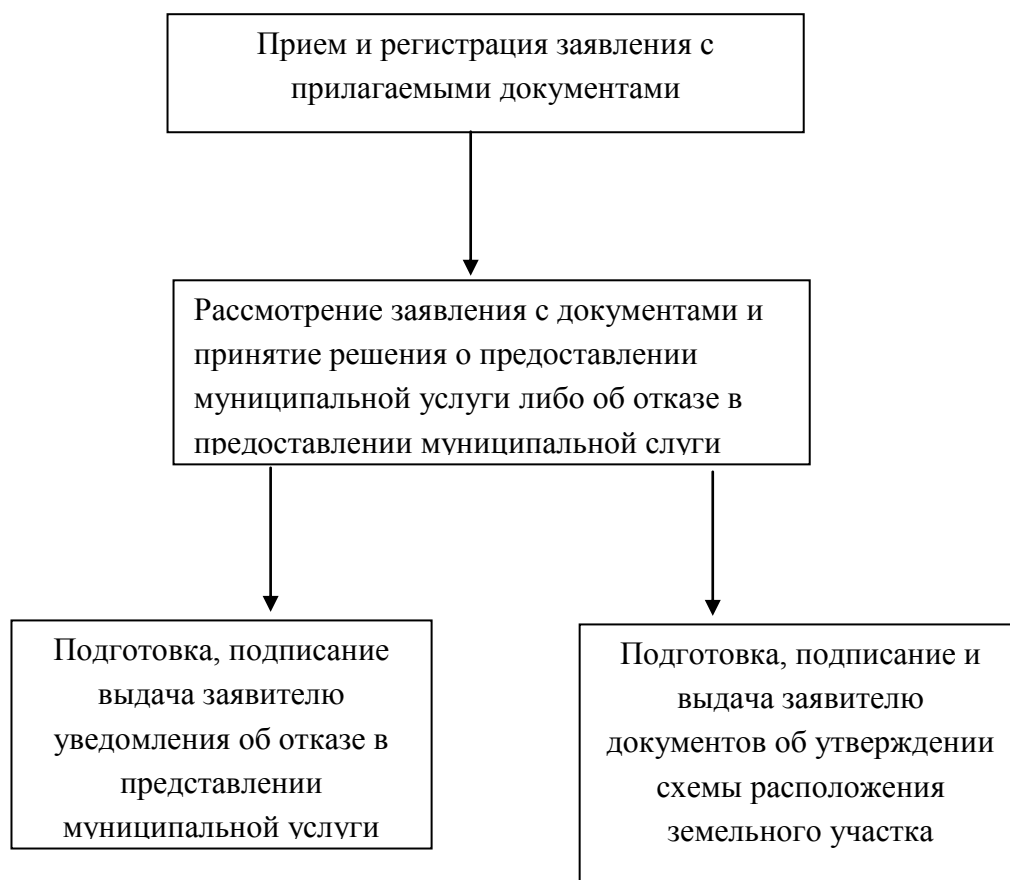 Прием и регистрация заявления с
прилагаемыми документами
Рассмотрение заявления с документами и
принятие решения о предоставлении
муниципальной услуги либо об отказе в
предоставлении муниципальной слуги
Подготовка, подписание
выдача заявителю
уведомления об отказе в
представлении
муниципальной услуги
Подготовка, подписание и
выдача заявителю
документов об утверждении
схемы расположения
земельного участка